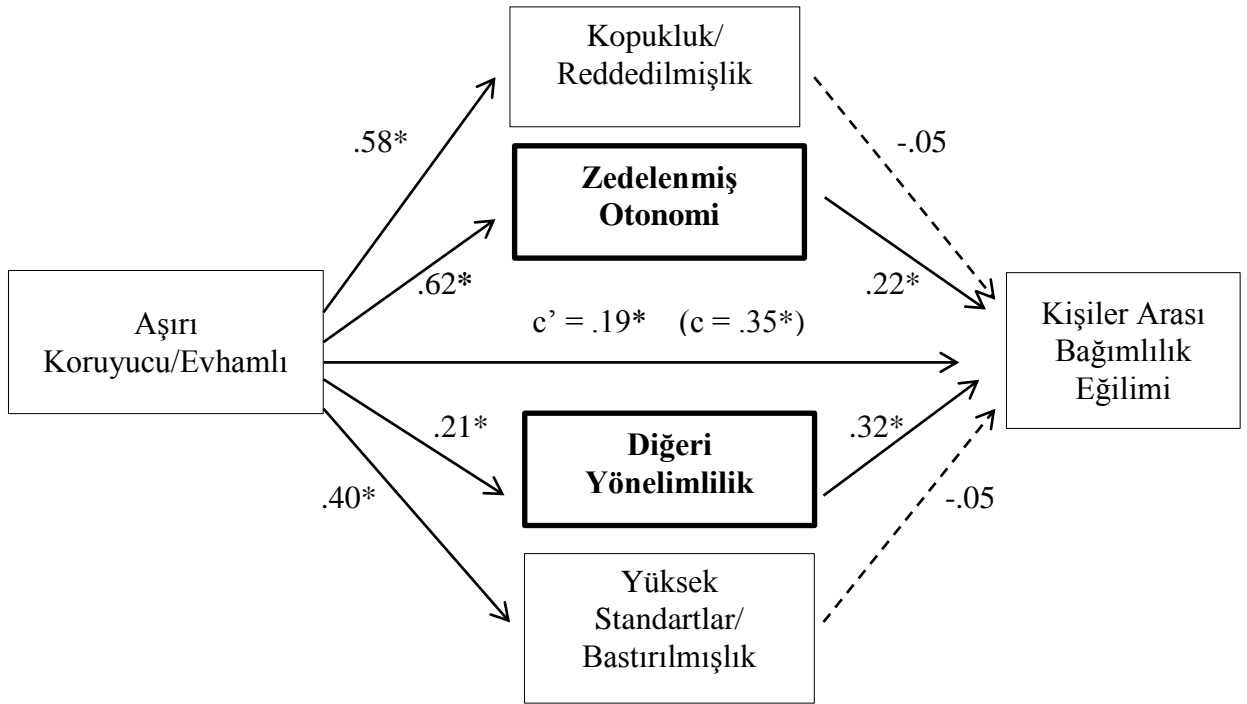 Kopukluk/
Reddedilmişlik
.58*
-.05
Zedelenmiş
Otonomi
.62*
.22*
Aşırı
Koruyucu/Evhamlı
c’ = .19* (c = .35*)
Kişiler Arası
Bağımlılık
Eğilimi
.21*
.32*
Diğeri
Yönelimlilik
.40*
-.05
Yüksek
Standartlar/
Bastırılmışlık